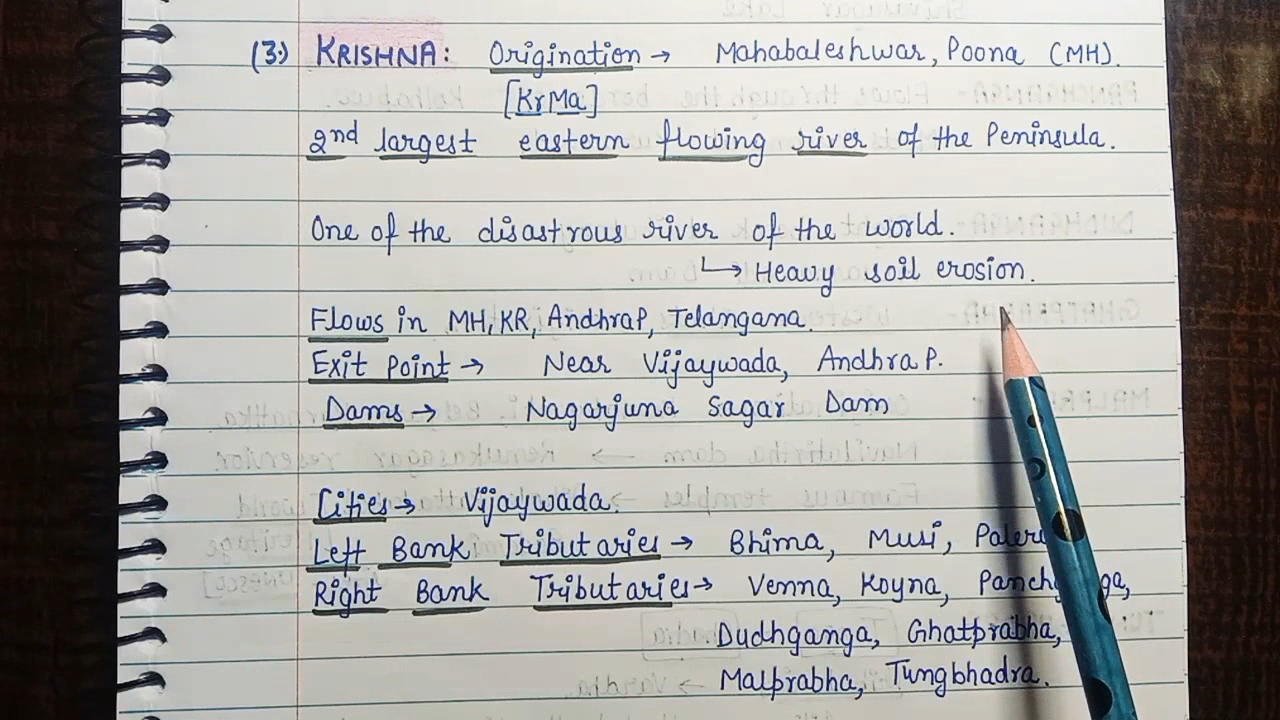 (3.) KRISHNA: Origination → Mahabaleshwar, Poona (MH).
[KrMa]
2nd largest eastern flowing river of the Peninsula.
One of the disastrous river of the world.
↳ Heavy soil erosion.
Flows in MH, KR, Andhra P, Telangana.
Exit Point → Near Vijaywada, Andhra P.
Dams → Nagarjuna Sagar Dam
Cities → Vijaywada.
Left Bank Tributaries → Bhima, Musi,
Right Bank Tributaries → Venna, Koyna,
Dudhganga, Ghatprabha,
Malprabha, Tungbhadra.